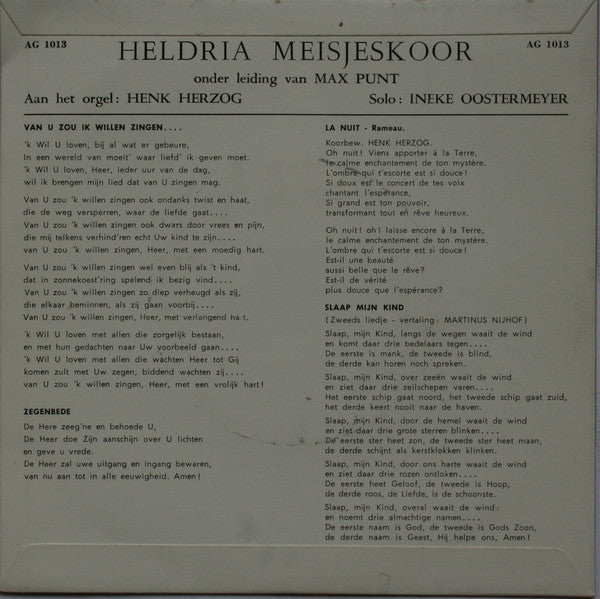 AG 1013
HELDRIA MEISJESKOOR
AG 1013
onder leiding van MAX PUNT
Aan het orgel: HENK HERZOG
Solo: INEKE OOSTERMEYER
VAN U ZOU IK WILLEN ZINGEN....
'k Wil U loven, bij al wat er gebeure,
In een wereld van moeit' waar liefd' ik geven moet.
'k Wil U loven, Heer, ieder uur van de dag,
wil ik brengen mijn lied dat van U zingen mag.
Van U zou 'k willen zingen ook ondanks twist en haat,
die de weg versperren, waar de liefde gaat....
Van U zou 'k willen zingen ook dwars door vrees en pijn,
die mij telkens verhind'ren echt Uw kind te zijn....
van U zou 'k willen zingen, Heer, met een moedig hart.
Van U zou 'k willen zingen wel even blij als 't kind,
dat in zonnekoest'ring spelend ik bezig vind....
Van U zou 'k willen zingen zo diep verheugd als zij,
die elkaar beminnen, als zij gaan voorbij....
Van U zou 'k willen zingen, Heer, met verlangend hart.
'k Wil U loven met allen die zorgelijk bestaan,
en met hun gedachten naar Uw voorbeeld gaan....
'k Wil U loven met allen die wachten Heer tot Gij
komen zult met Uw zegen, biddend wachten zij....
van U zou 'k willen zingen, Heer, met een vrolijk hart!
ZEGENBEDE
De Here zeeg'ne en behoede U,
De Heer doe Zijn aanschijn over U lichten
en geve u vrede.
De Heer zal uwe uitgang en ingang bewaren,
van nu aan tot in alle eeuwigheid. Amen!
LA NUIT - Rameau.
Koorbew. HENK HERZOG.
Oh nuit! Viens apporter à la Terre,
le calme enchantement de ton mystère.
L'ombre qui t'escorte est si douce!
Si doux est le concert de tes voix
chantant l'espérance,
Si grand est ton pouvoir,
transformant tout en rêve heureux.
Oh nuit! oh! laisse encore à la Terre,
le calme enchantement de ton mystère.
L'ombre qui t'escorte est si douce!
Est-il une beauté
aussi belle que le rêve?
Est-il de vérité
plus douce que l'espérance?
SLAAP MIJN KIND
(Zweeds liedje - vertaling: MARTINUS NIJHOF)
Slaap, mijn Kind, langs de wegen waait de wind
en komt daar drie bedelaars tegen....
De eerste is mank, de tweede is blind,
de derde kan horen noch spreken.
Slaap, mijn Kind, over zeeën waait de wind
en ziet daar drie zeilschepen varen....
Het eerste schip gaat noord, het tweede schip gaat zuid,
het derde keert nooit naar de haven.
Slaap, mijn Kind, door de hemel waait de wind
en ziet daar drie grote sterren blinken....
De eerste ster heet zon, de tweede ster heet maan,
de derde schijnt als kerstklokken klinken.
Slaap, mijn Kind, door ons harte waait de wind
en ziet daar drie rozen ontloken....
De eerste heet Geloof, de tweede is Hoop,
de derde roos, de Liefde, is de schoonste.
Slaap, mijn Kind, overal waait de wind:
en noemt drie almachtige namen....
De eerste naam is God, de tweede is Gods Zoon,
de derde naam is Geest, Hij helpe ons, Amen!